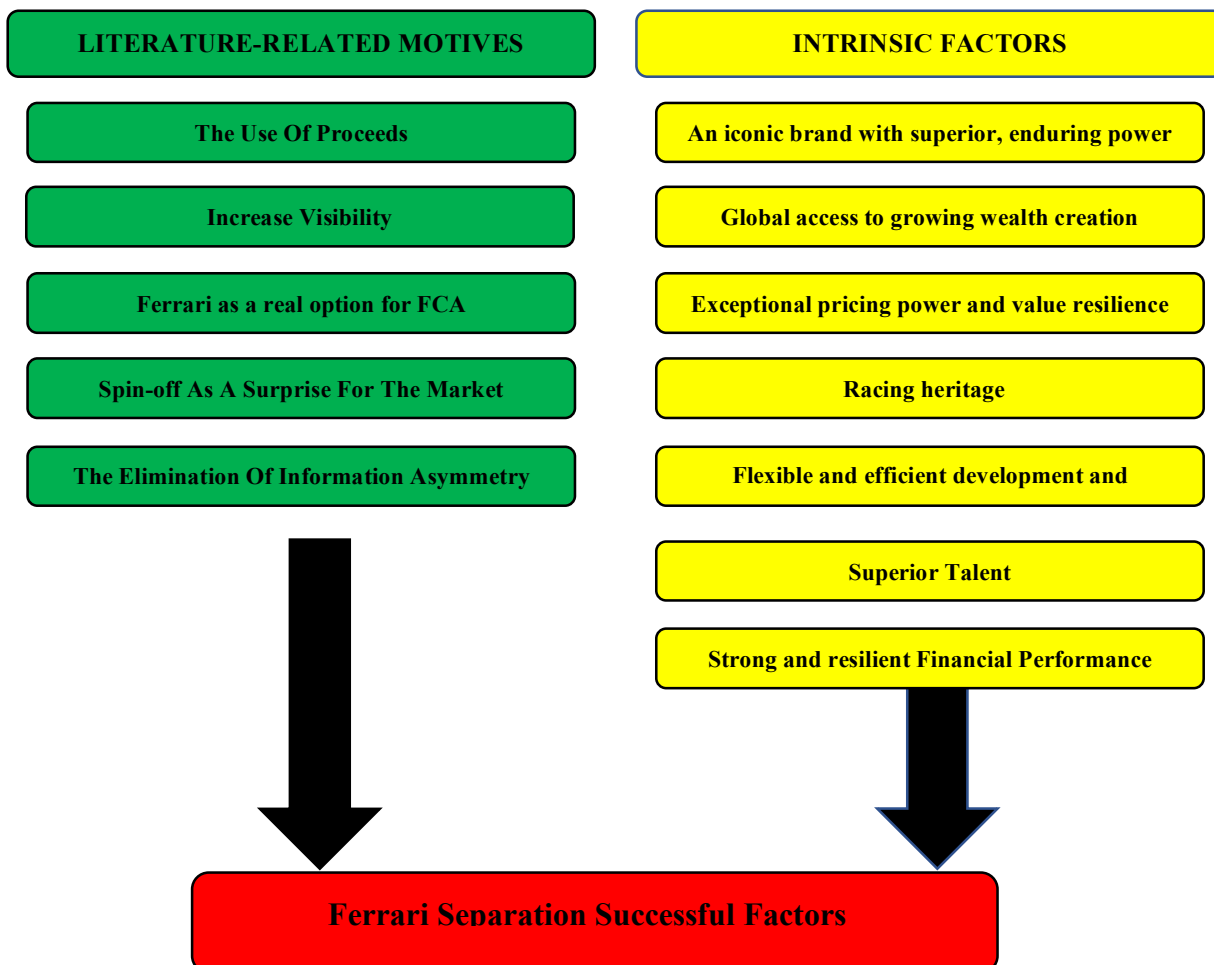 LITERATURE-RELATED MOTIVES
The Use Of Proceeds
Increase Visibility
Ferrari as a real option for FCA
Spin-off As A Surprise For The Market
The Elimination Of Information Asymmetry
INTRINSIC FACTORS
An iconic brand with superior, enduring power
Global access to growing wealth creation
Exceptional pricing power and value resilience
Racing heritage
Flexible and efficient development and
Superior Talent
Strong and resilient Financial Performance
Ferrari Separation Successful Factors